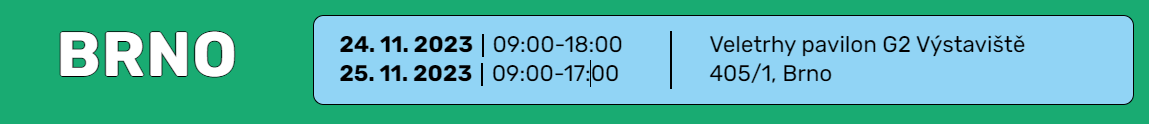 BRNO
24. 11. 2023 | 09:00-18:00
25. 11. 2023 | 09:00-17:00
Veletrhy pavilon G2 Výstaviště
405/1, Brno